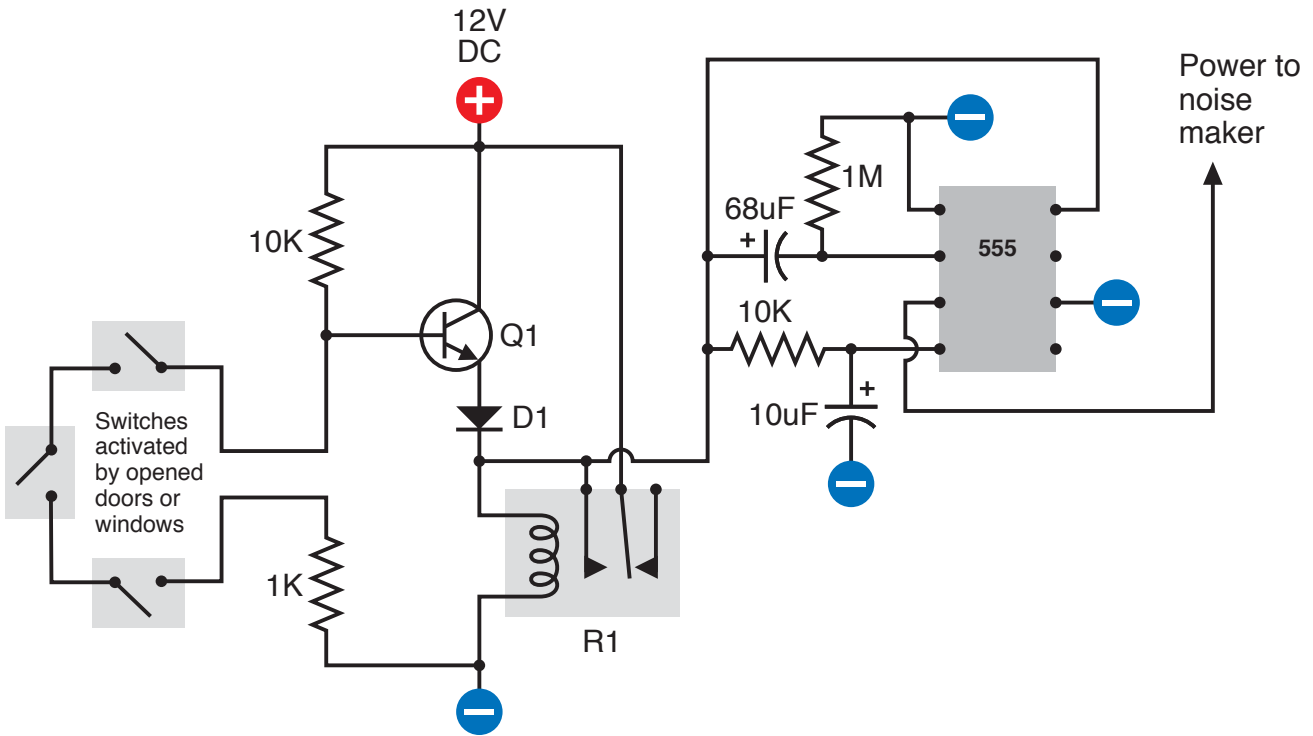 12V
DC
Power to
noise
maker
1M
68uF
10K
555
10K
Q1
10uF
D1
Switches
activated
by opened
doors or
windows
1K
R1
+
+